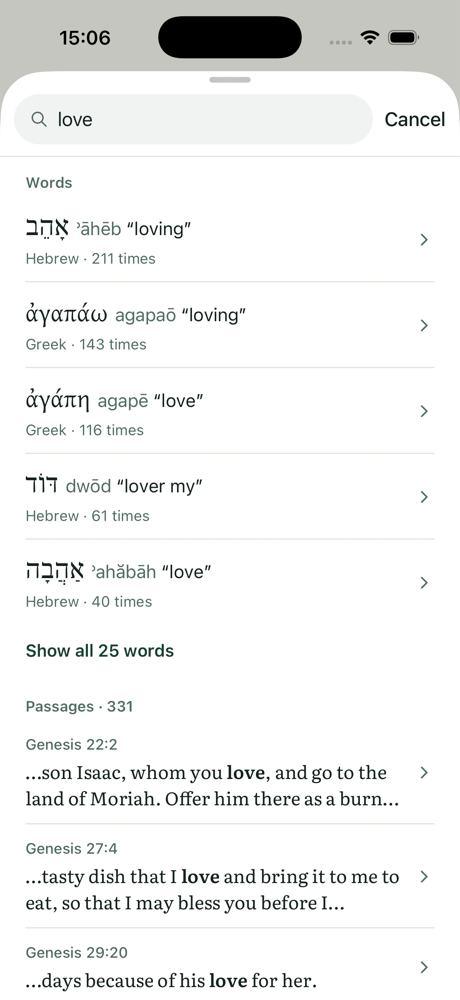 15:06
love
Cancel
Words
אָהֵב ʾāhēb “loving”
Hebrew · 211 times
ἀγαπάω agapaō “loving”
Greek · 143 times
ἀγάπη agapē “love”
Greek · 116 times
דּוֹד dwōd “lover my”
Hebrew · 61 times
אַהֲבָה ʾahăbāh “love”
Hebrew · 40 times
Show all 25 words
Passages · 331
Genesis 22:2
…son Isaac, whom you love, and go to the
land of Moriah. Offer him there as a burn…
Genesis 27:4
…tasty dish that I love and bring it to me to
eat, so that I may bless you before I…
Genesis 29:20
…days because of his love for her.